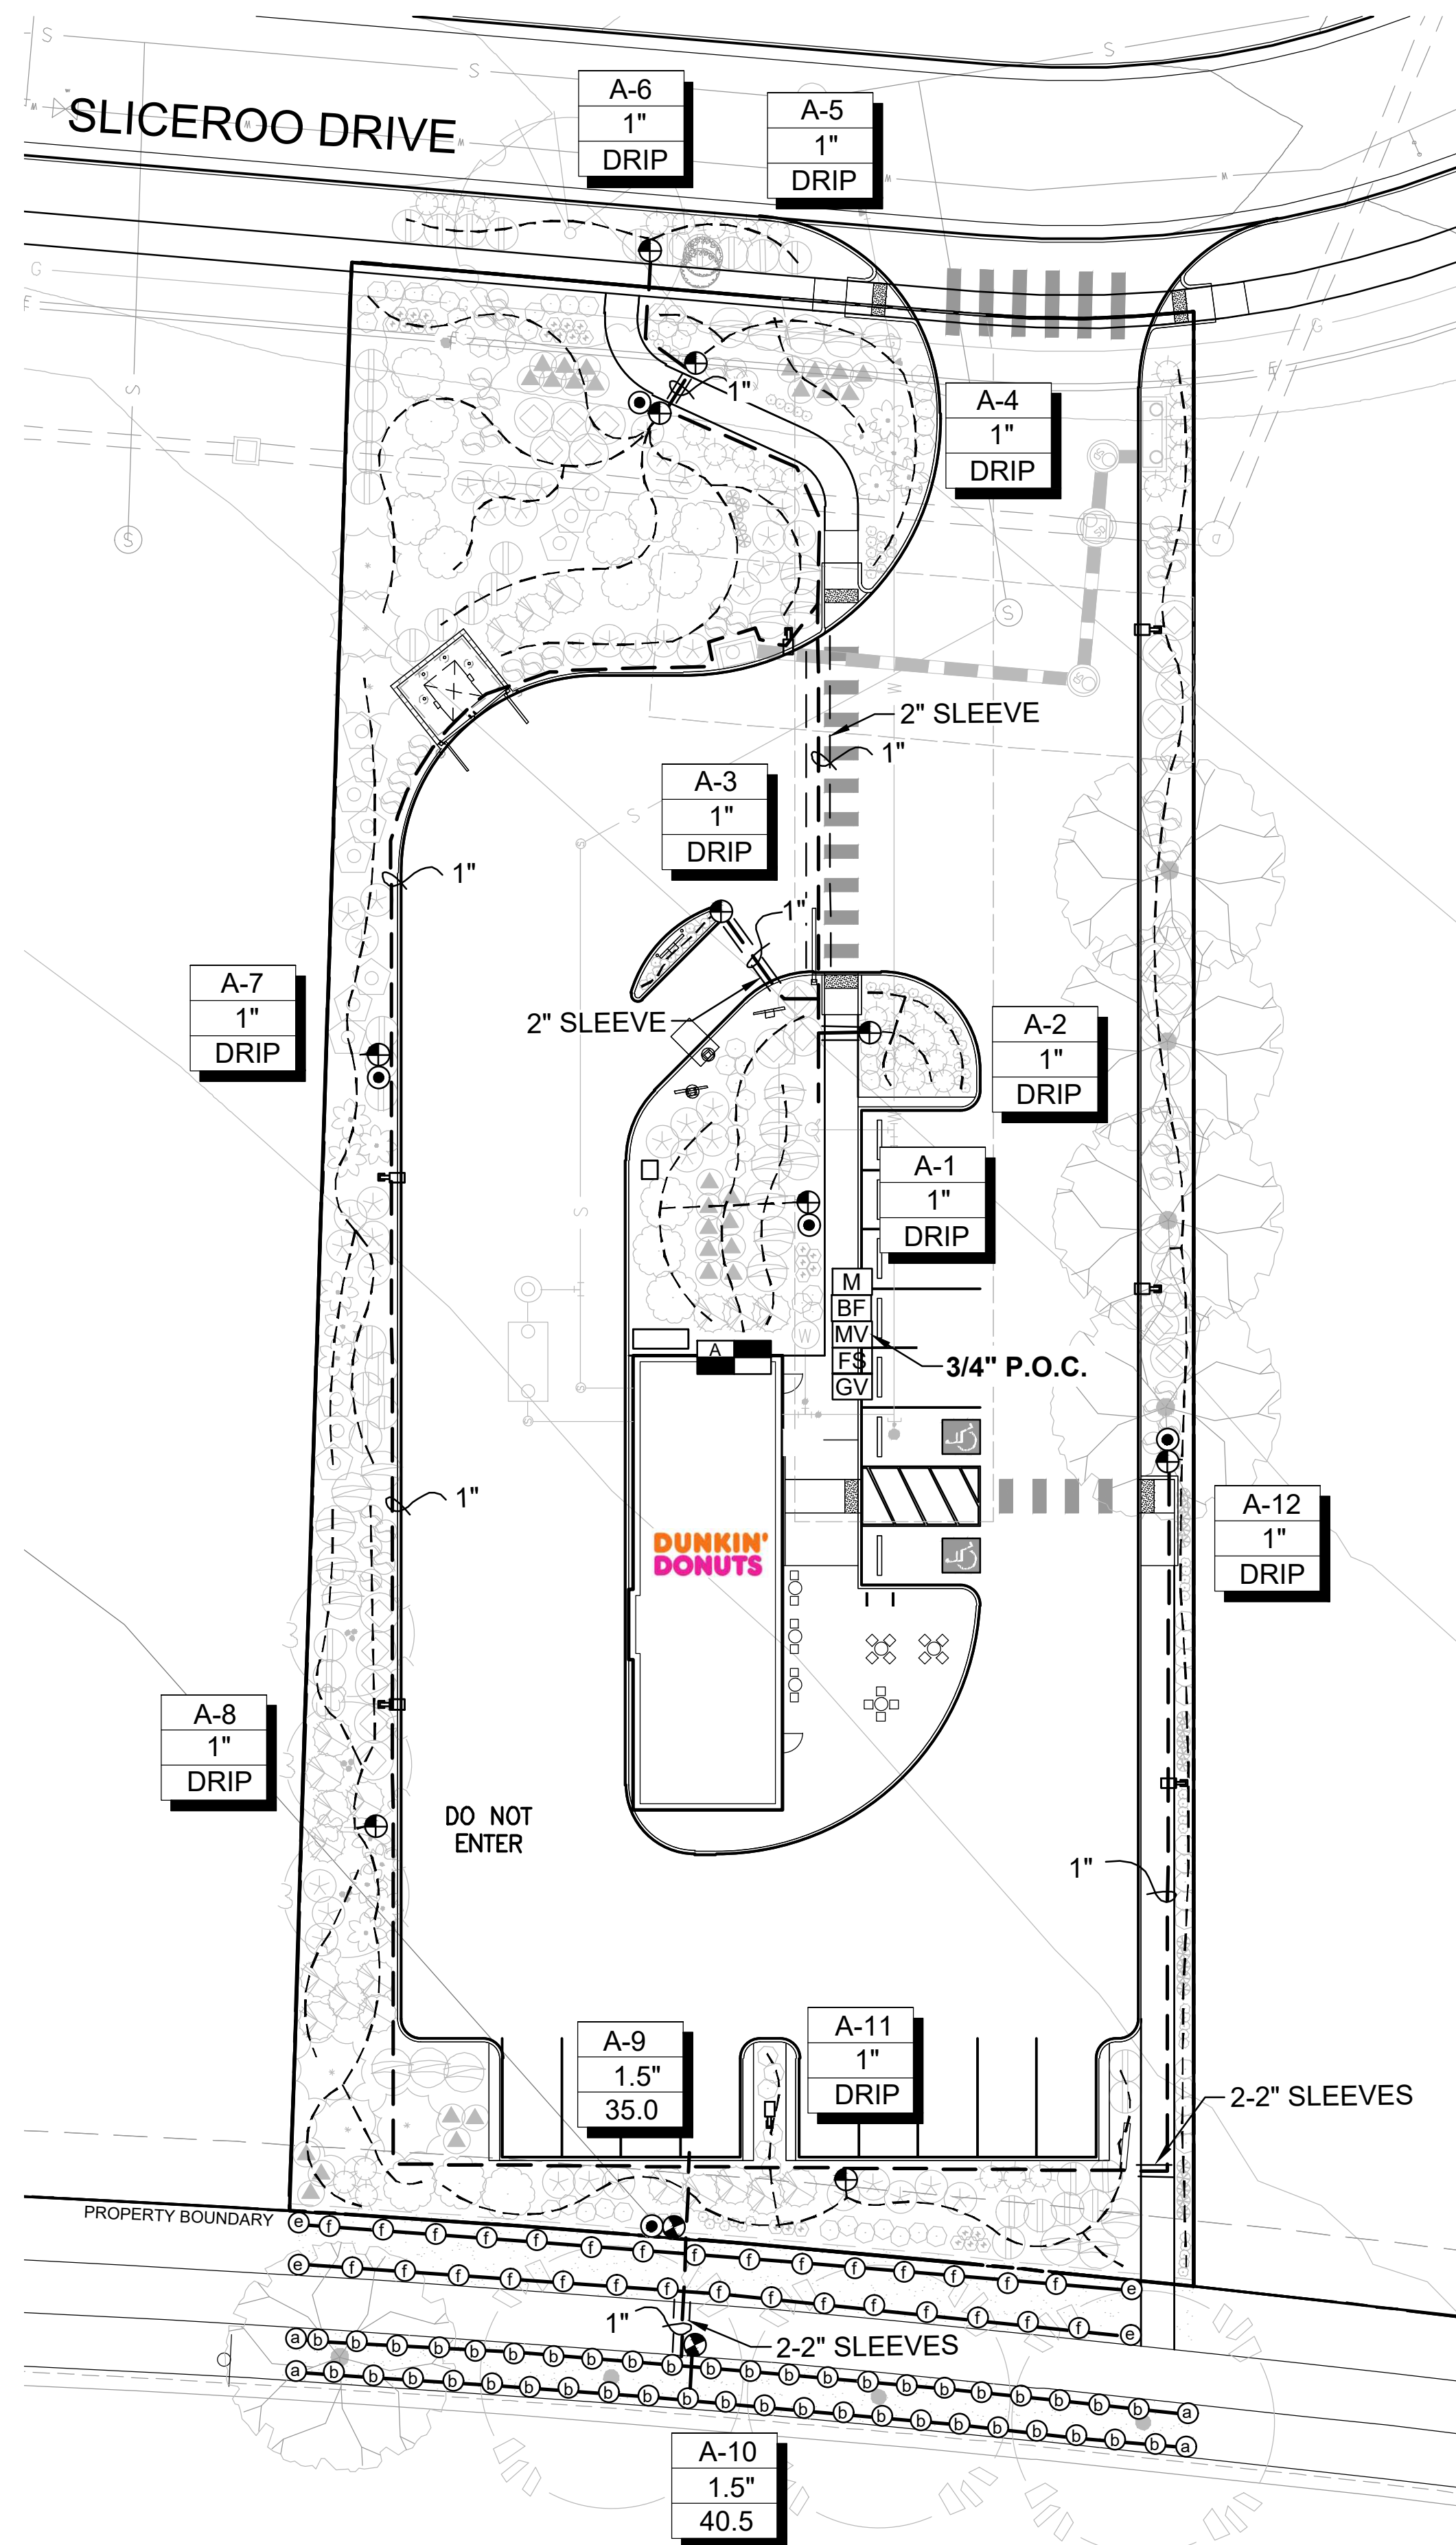 SLICEROO DRIVE
A-6
1"
DRIP
A-5
1"
DRIP
1"
A-4
1"
DRIP
2" SLEEVE
1"
A-3
1"
DRIP
1"
1"
A-7
1"
DRIP
2" SLEEVE
A-2
1"
DRIP
A-1
1"
DRIP
M
BF
MV
FS
GV
3/4" P.O.C.
W
A
1"
DUNKIN'
DONUTS
A-12
1"
DRIP
A-8
1"
DRIP
DO NOT
ENTER
1"
A-9
1.5"
35.0
A-11
1"
DRIP
2-2" SLEEVES
PROPERTY BOUNDARY
e f f f f f f f f f f f f f f e
e f f f f f f f f f f f f f f f e
1"
2-2" SLEEVES
a b b b b b b b b b b b b b b b b b b b b b b a
a b b b b b b b b b b b b b b b b b b b b b b a
A-10
1.5"
40.5